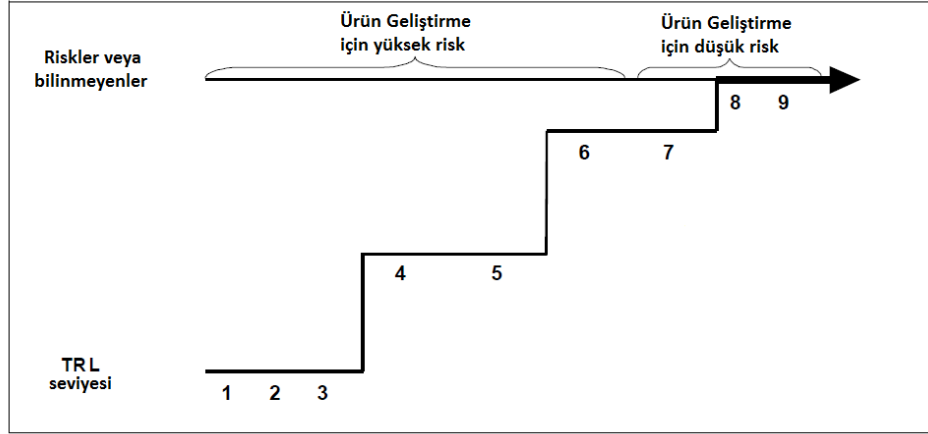 Ürün Geliştirme
için yüksek risk
Ürün Geliştirme
için düşük risk
Riskler veya
bilinmeyenler
8 9
6 7
4 5
TRL
seviyesi
1 2 3